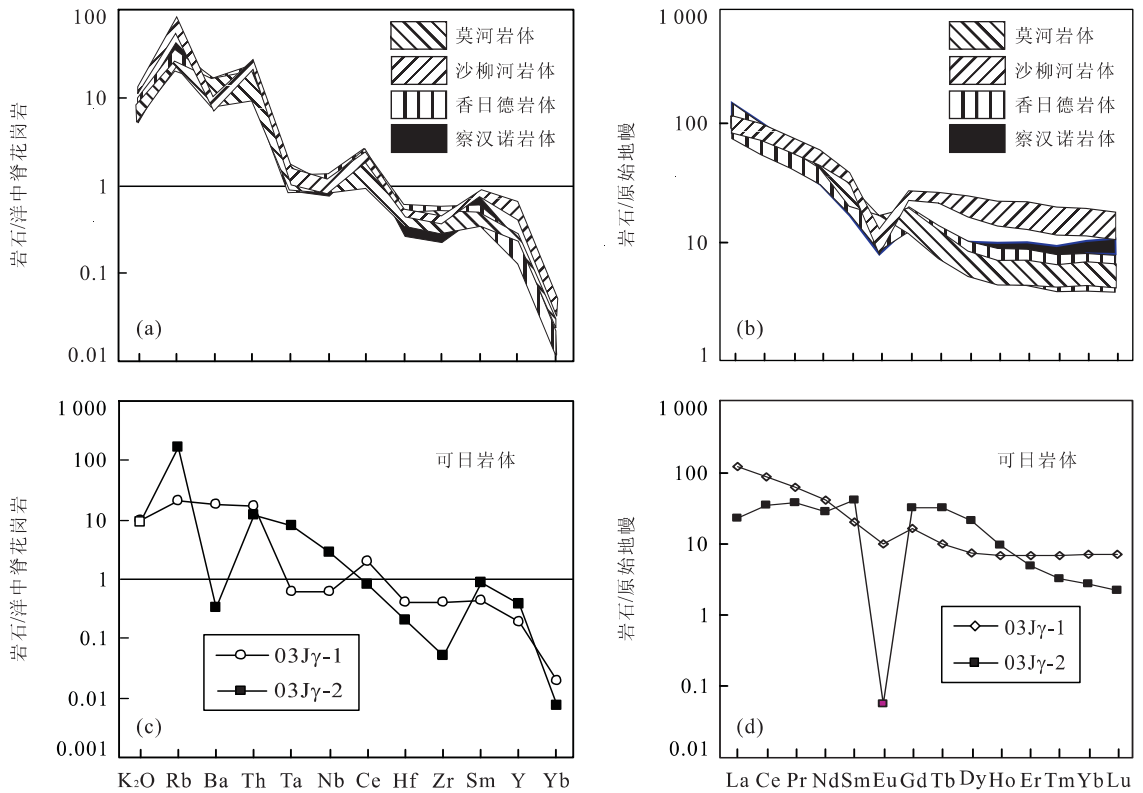 100
10
1
0.1
0.01
岩石/洋中脊花岗岩
莫河岩体
沙柳河岩体
香日德岩体
察汉诺岩体
(a)
1 000
100
10
1
岩石/原始地幔
莫河岩体
沙柳河岩体
香日德岩体
察汉诺岩体
(b)
1 000
100
10
1
0.1
0.01
0.001
岩石/洋中脊花岗岩
可日岩体
03Jγ-1
03Jγ-2
(c)
K₂O Rb Ba Th Ta Nb Ce Hf Zr Sm Y Yb
1 000
100
10
1
0.1
0.01
岩石/原始地幔
可日岩体
03Jγ-1
03Jγ-2
(d)
La Ce Pr Nd Sm Eu Gd Tb Dy Ho Er Tm Yb Lu